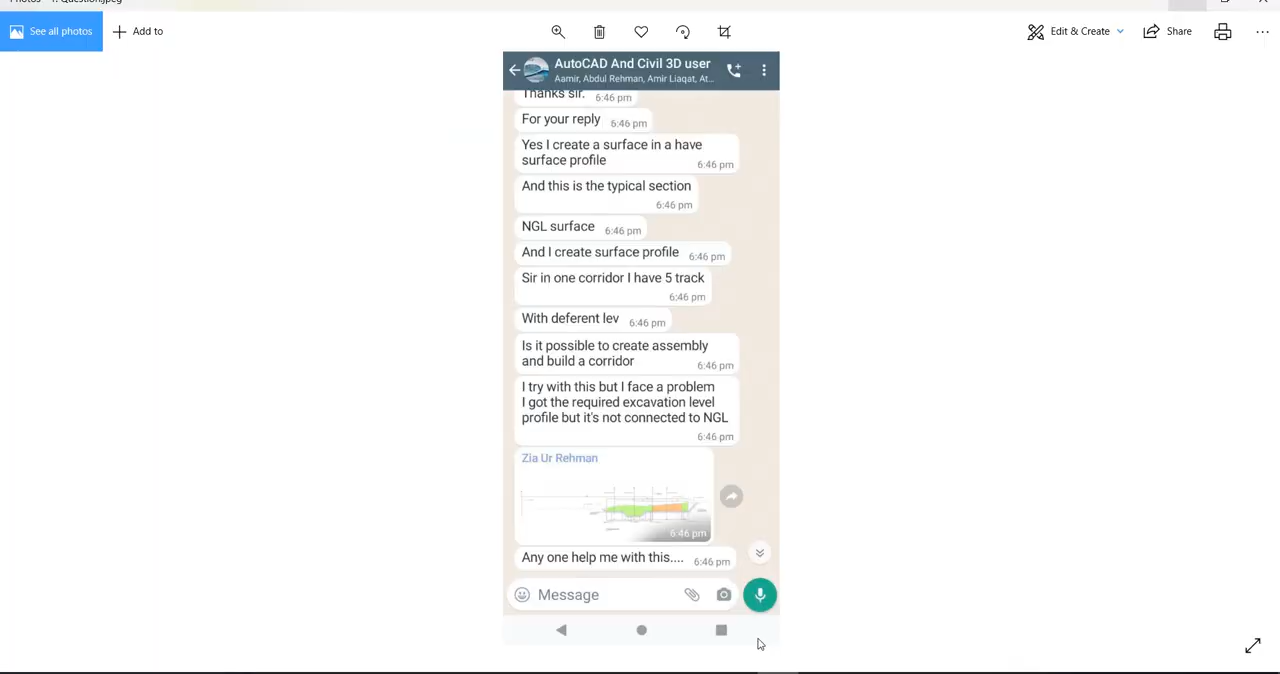 See all photos
Add to
Edit & Create
Share
AutoCAD And Civil 3D user
Aamir, Abdul Rehman, Amir Liaqat, At...
Thanks sir. 6:46 pm
For your reply 6:46 pm
Yes I create a surface in a have
surface profile 6:46 pm
And this is the typical section
6:46 pm
NGL surface 6:46 pm
And I create surface profile 6:46 pm
Sir in one corridor I have 5 track
6:46 pm
With deferent lev 6:46 pm
Is it possible to create assembly
and build a corridor 6:46 pm
I try with this but I face a problem
I got the required excavation level
profile but it's not connected to NGL
6:46 pm
Zia Ur Rehman
6:46 pm
Any one help me with this.... 6:46 pm
Message